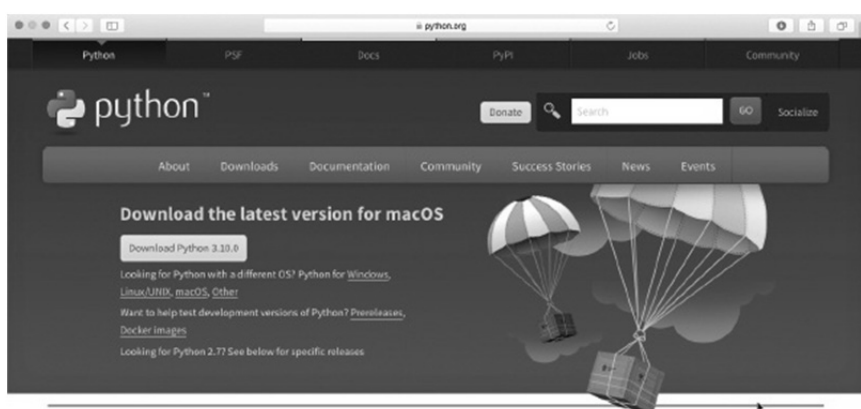 python.org
Python PSF Docs PyPI Jobs Community
python™
Donate Search GO Socialize
About Downloads Documentation Community Success Stories News Events
Download the latest version for macOS
Download Python 3.10.0
Looking for Python with a different OS? Python for Windows,
Linux/UNIX, macOS, Other
Want to help test development versions of Python? Prereleases,
Docker images
Looking for Python 2.7? See below for specific releases